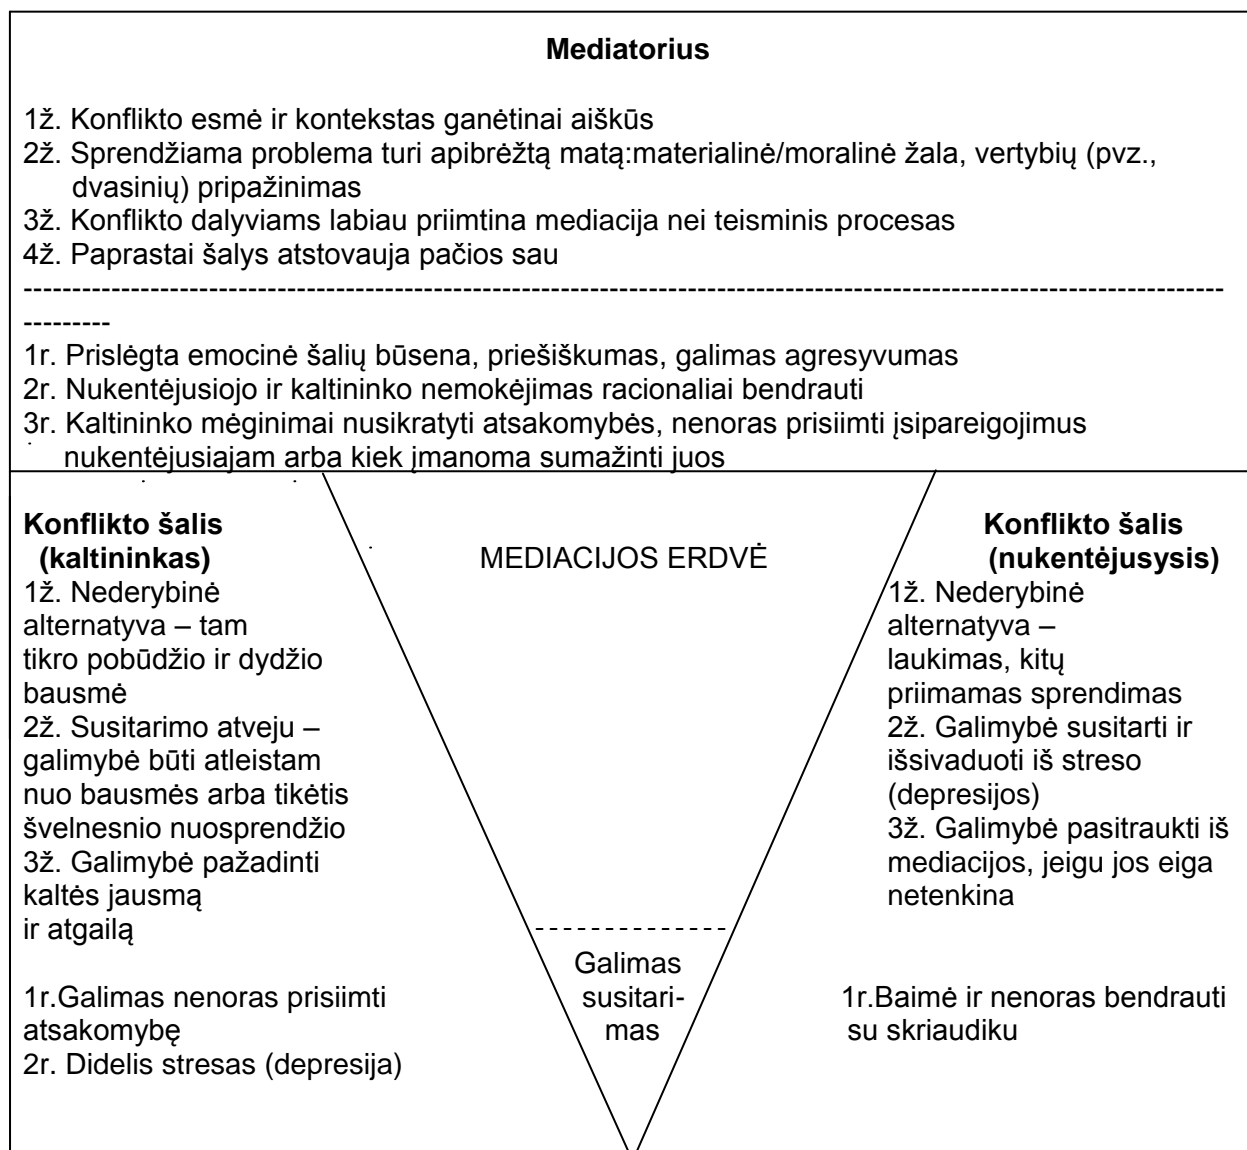 Mediatorius
1ž. Konflikto esmė ir kontekstas ganėtinai aiškūs
2ž. Sprendžiama problema turi apibrėžtą matą:materialinė/moralinė žala, vertybių (pvz.,
dvasinių) pripažinimas
3ž. Konflikto dalyviams labiau priimtina mediacija nei teisminis procesas
4ž. Paprastai šalys atstovauja pačios sau
---------------------------------------------------------------------------------------------------------------------------
---------
1r. Prislėgta emocinė šalių būsena, priešiškumas, galimas agresyvumas
2r. Nukentėjusiojo ir kaltininko nemokėjimas racionaliai bendrauti
3r. Kaltininko mėginimai nusikratyti atsakomybės, nenoras prisiimti įsipareigojimus
nukentėjusiajam arba kiek įmanoma sumažinti juos
Konflikto šalis
(kaltininkas)
1ž. Nederybinė
alternatyva – tam
tikro pobūdžio ir dydžio
bausmė
2ž. Susitarimo atveju –
galimybė būti atleistam
nuo bausmės arba tikėtis
švelnesnio nuosprendžio
3ž. Galimybė pažadinti
kaltės jausmą
ir atgailą
1r.Galimas nenoras prisiimti
atsakomybę
2r. Didelis stresas (depresija)
MEDIACIJOS ERDVĖ
Galimas
susitari-
mas
Konflikto šalis
(nukentėjusysis)
1ž. Nederybinė
alternatyva –
laukimas, kitų
priimamas sprendimas
2ž. Galimybė susitarti ir
išsivaduoti iš streso
(depresijos)
3ž. Galimybė pasitraukti iš
mediacijos, jeigu jos eiga
netenkina
1r.Baimė ir nenoras bendrauti
su skriaudiku